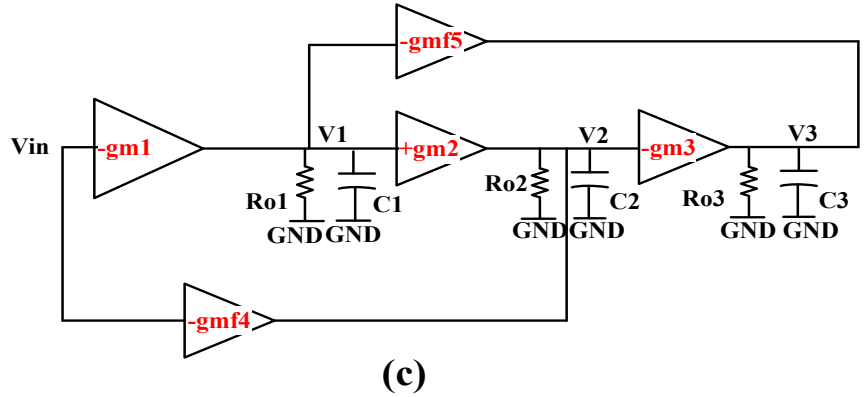 -gmf5
Vin -gm1 V1 +gm2 V2 -gm3 V3
Ro1 C1 Ro2 C2 Ro3 C3
GND GND GND GND GND GND
-gmf4
(c)